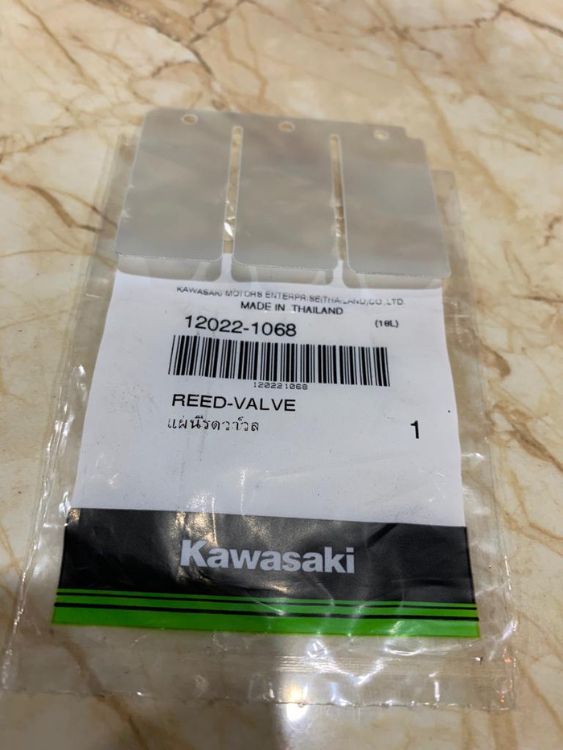 KAWASAKI MOTORS ENTERPRISE(THAILAND)CO.,LTD.
MADE IN THAILAND
12022-1068 (16L)
120221068
REED-VALVE
แผ่นรีดวาวล์ 1
Kawasaki